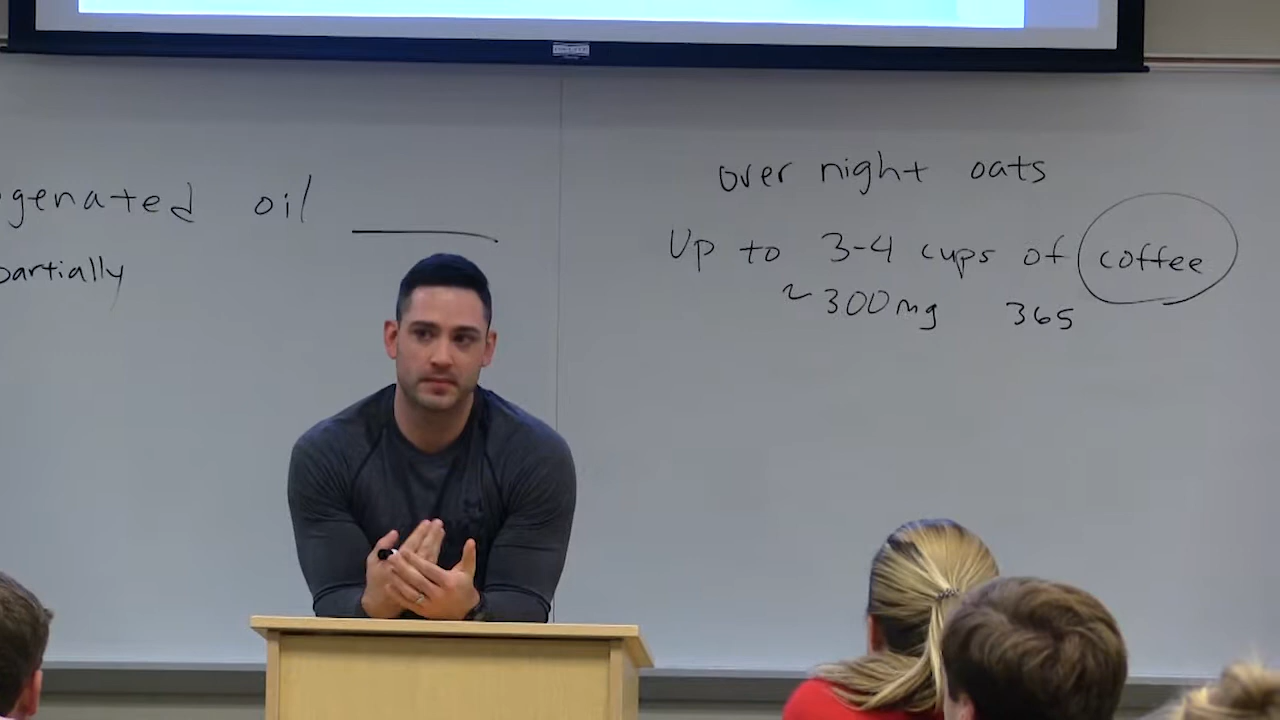 genated oil
partially
over night oats
Up to 3-4 cups of coffee
~300mg 365